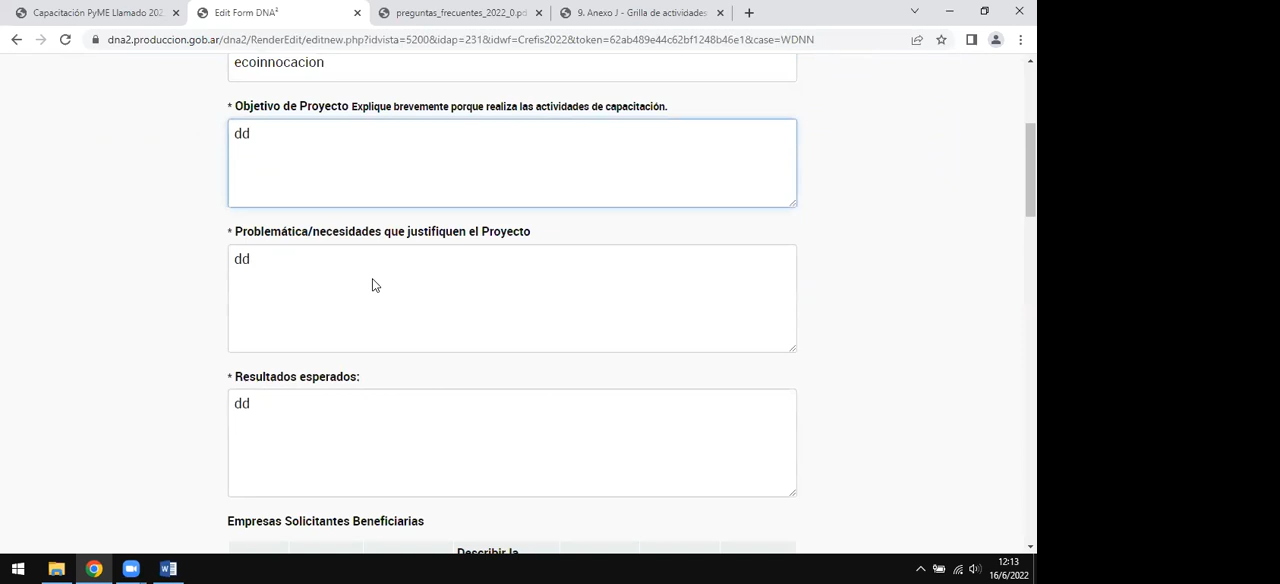 Capacitación PyME Llamado 202
Edit Form DNA²
preguntas_frecuentes_2022_0.pd
9. Anexo J - Grilla de actividades
dna2.produccion.gob.ar/dna2/RenderEdit/editnew.php?idvista=5200&idap=231&idwf=Crefis2022&token=62ab489e44c62bf1248b46e1&case=WDNN
ecoinnocacion
* Objetivo de Proyecto Explique brevemente porque realiza las actividades de capacitación.
dd
* Problemática/necesidades que justifiquen el Proyecto
dd
* Resultados esperados:
dd
Empresas Solicitantes Beneficiarias
Describir la
12:13
16/6/2022